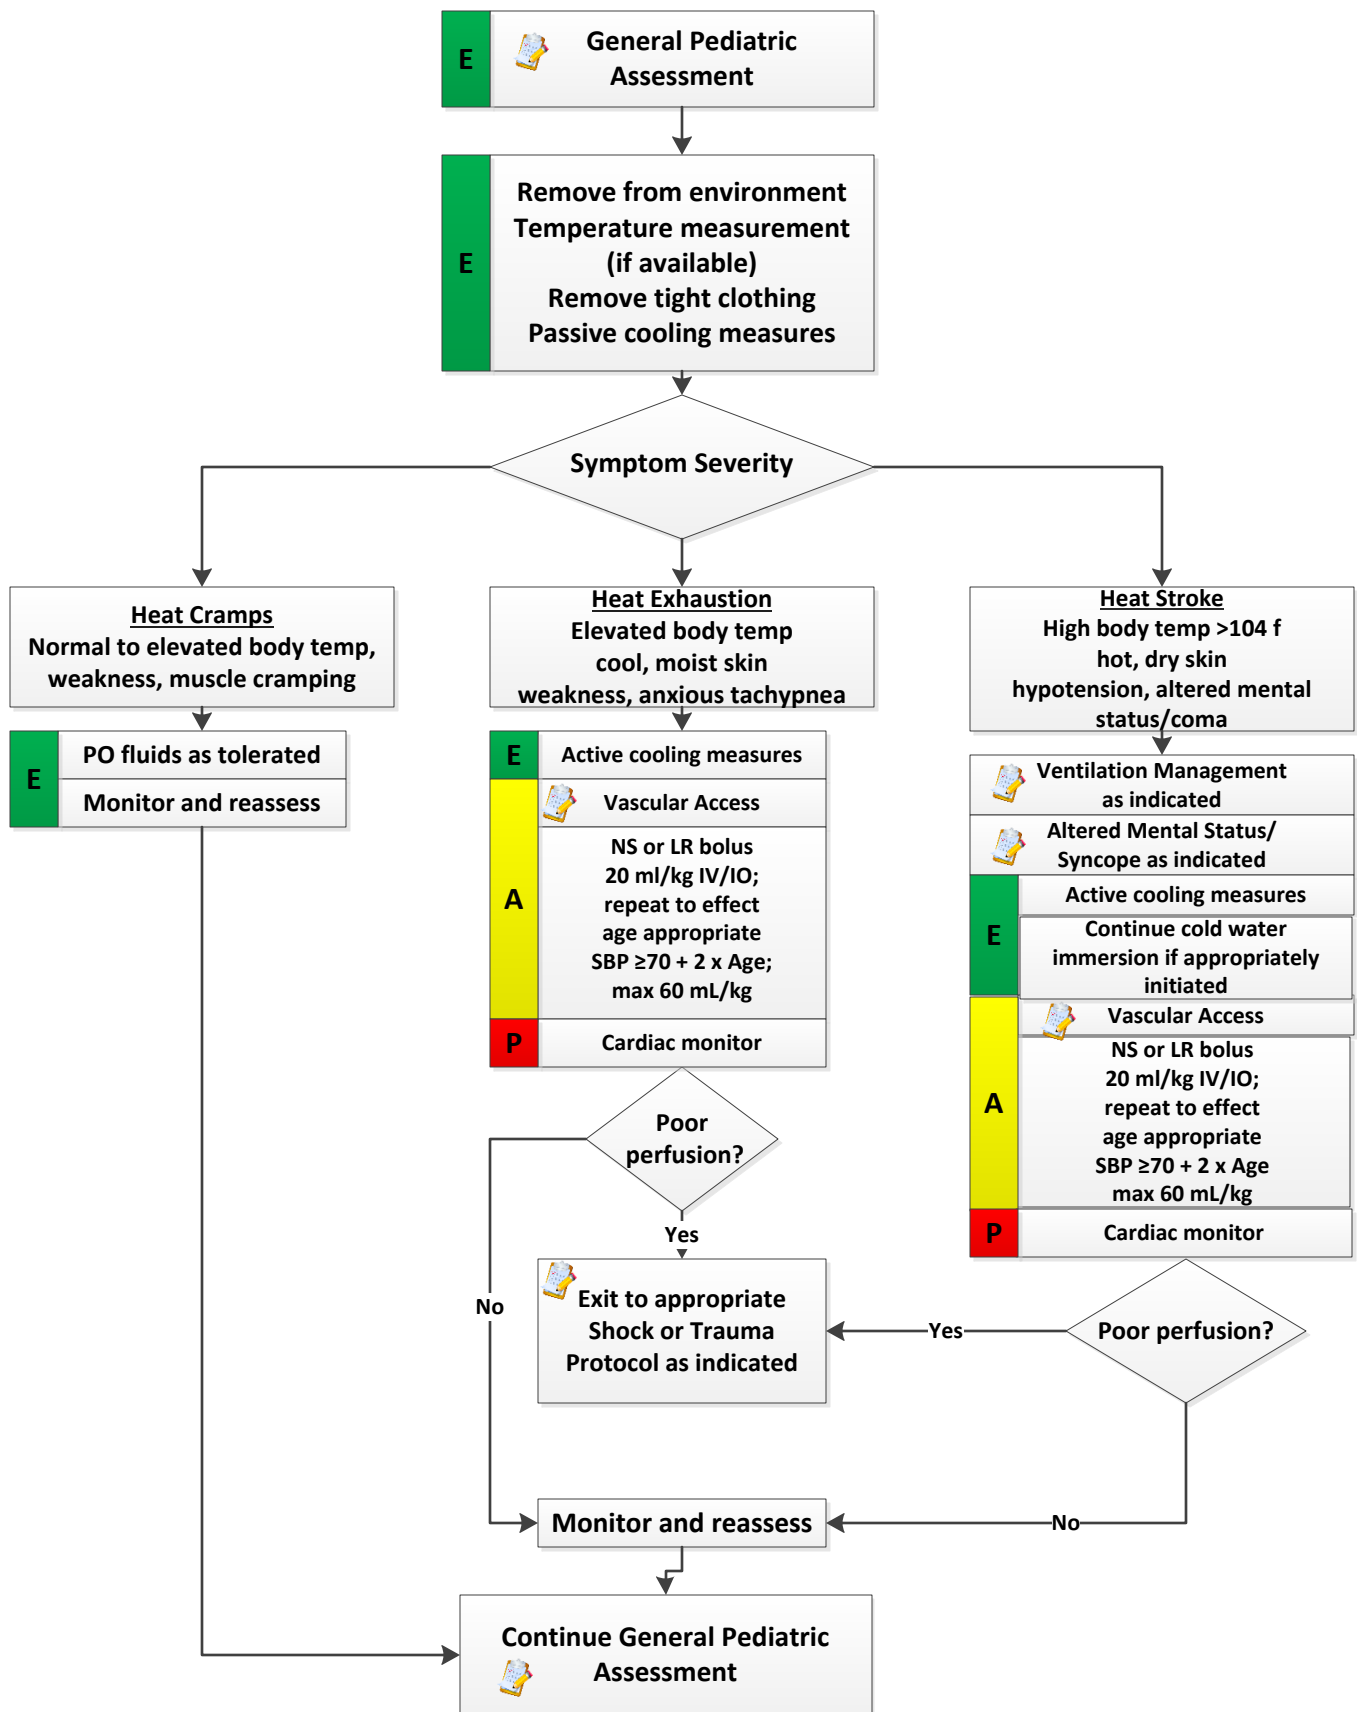 E
General Pediatric
Assessment
E
Remove from environment
Temperature measurement
(if available)
Remove tight clothing
Passive cooling measures
Symptom Severity
Heat Cramps
Normal to elevated body temp,
weakness, muscle cramping
E
PO fluids as tolerated
Monitor and reassess
Heat Exhaustion
Elevated body temp
cool, moist skin
weakness, anxious tachypnea
E
Active cooling measures
A
Vascular Access
NS or LR bolus
20 ml/kg IV/IO;
repeat to effect
age appropriate
SBP ≥70 + 2 x Age;
max 60 mL/kg
P
Cardiac monitor
Poor
perfusion?
Yes
No
Exit to appropriate
Shock or Trauma
Protocol as indicated
Heat Stroke
High body temp >104 f
hot, dry skin
hypotension, altered mental
status/coma
Ventilation Management
as indicated
Altered Mental Status/
Syncope as indicated
E
Active cooling measures
Continue cold water
immersion if appropriately
initiated
A
Vascular Access
NS or LR bolus
20 ml/kg IV/IO;
repeat to effect
age appropriate
SBP ≥70 + 2 x Age
max 60 mL/kg
P
Cardiac monitor
Poor perfusion?
Yes
No
Monitor and reassess
Continue General Pediatric
Assessment